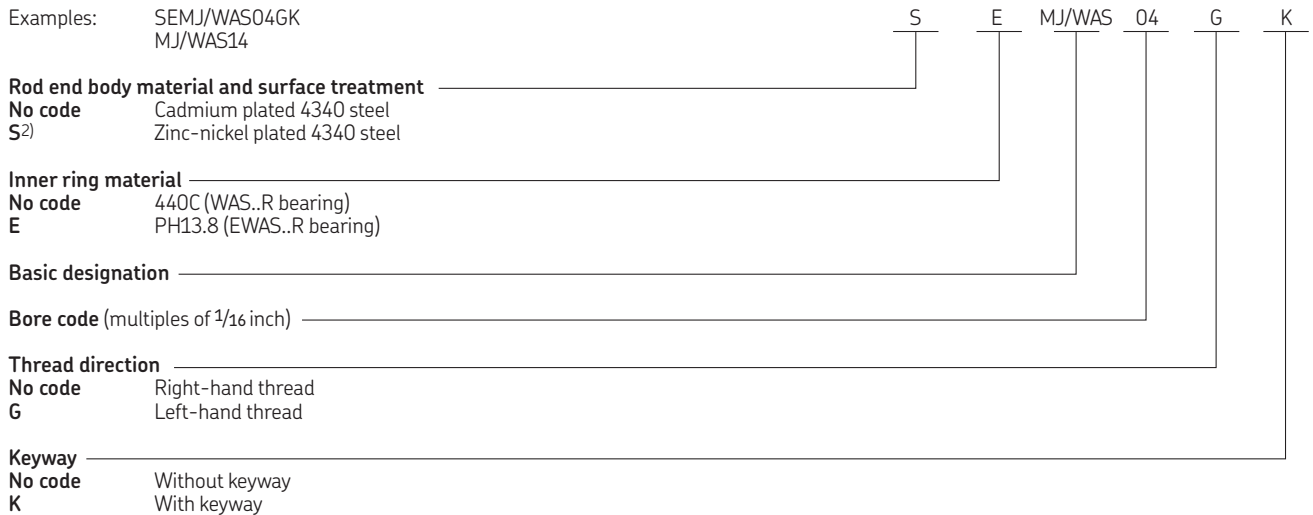 Examples: SEMJ/WAS04GK S E MJ/WAS 04 G K
MJ/WAS14
Rod end body material and surface treatment
No code Cadmium plated 4340 steel
S2) Zinc-nickel plated 4340 steel
Inner ring material
No code 440C (WAS..R bearing)
E PH13.8 (EWAS..R bearing)
Basic designation
Bore code (multiples of 1/16 inch)
Thread direction
No code Right-hand thread
G Left-hand thread
Keyway
No code Without keyway
K With keyway